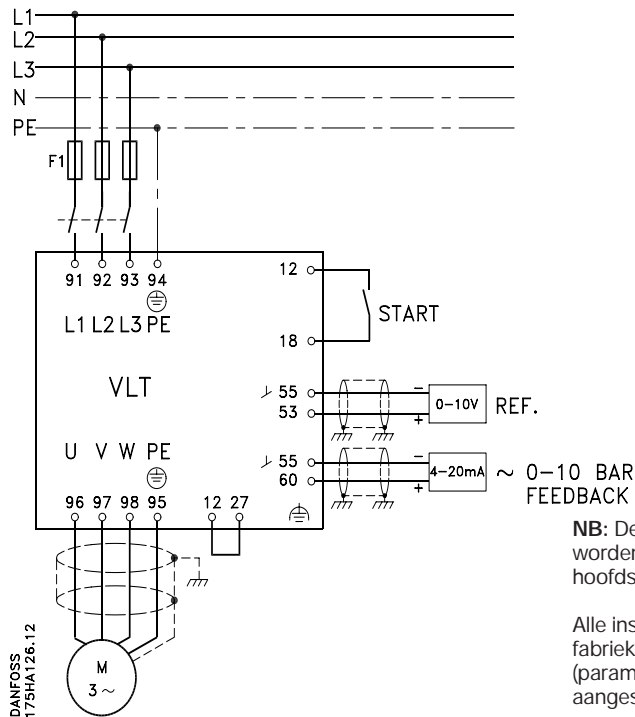 L1
L2
L3
N
PE
F1
91 92 93 94
L1 L2 L3 PE
12
START
18
VLT
55 − 0-10V REF.
53 +
U V W PE
55 − 4-20mA ~ 0-10 BAR
60 + FEEDBACK
96 97 98 95 12 27
M
3 ~
DANFOSS
175HA126.12
NB: De
worden
hoofds
Alle ins
fabriek
(param
aanges